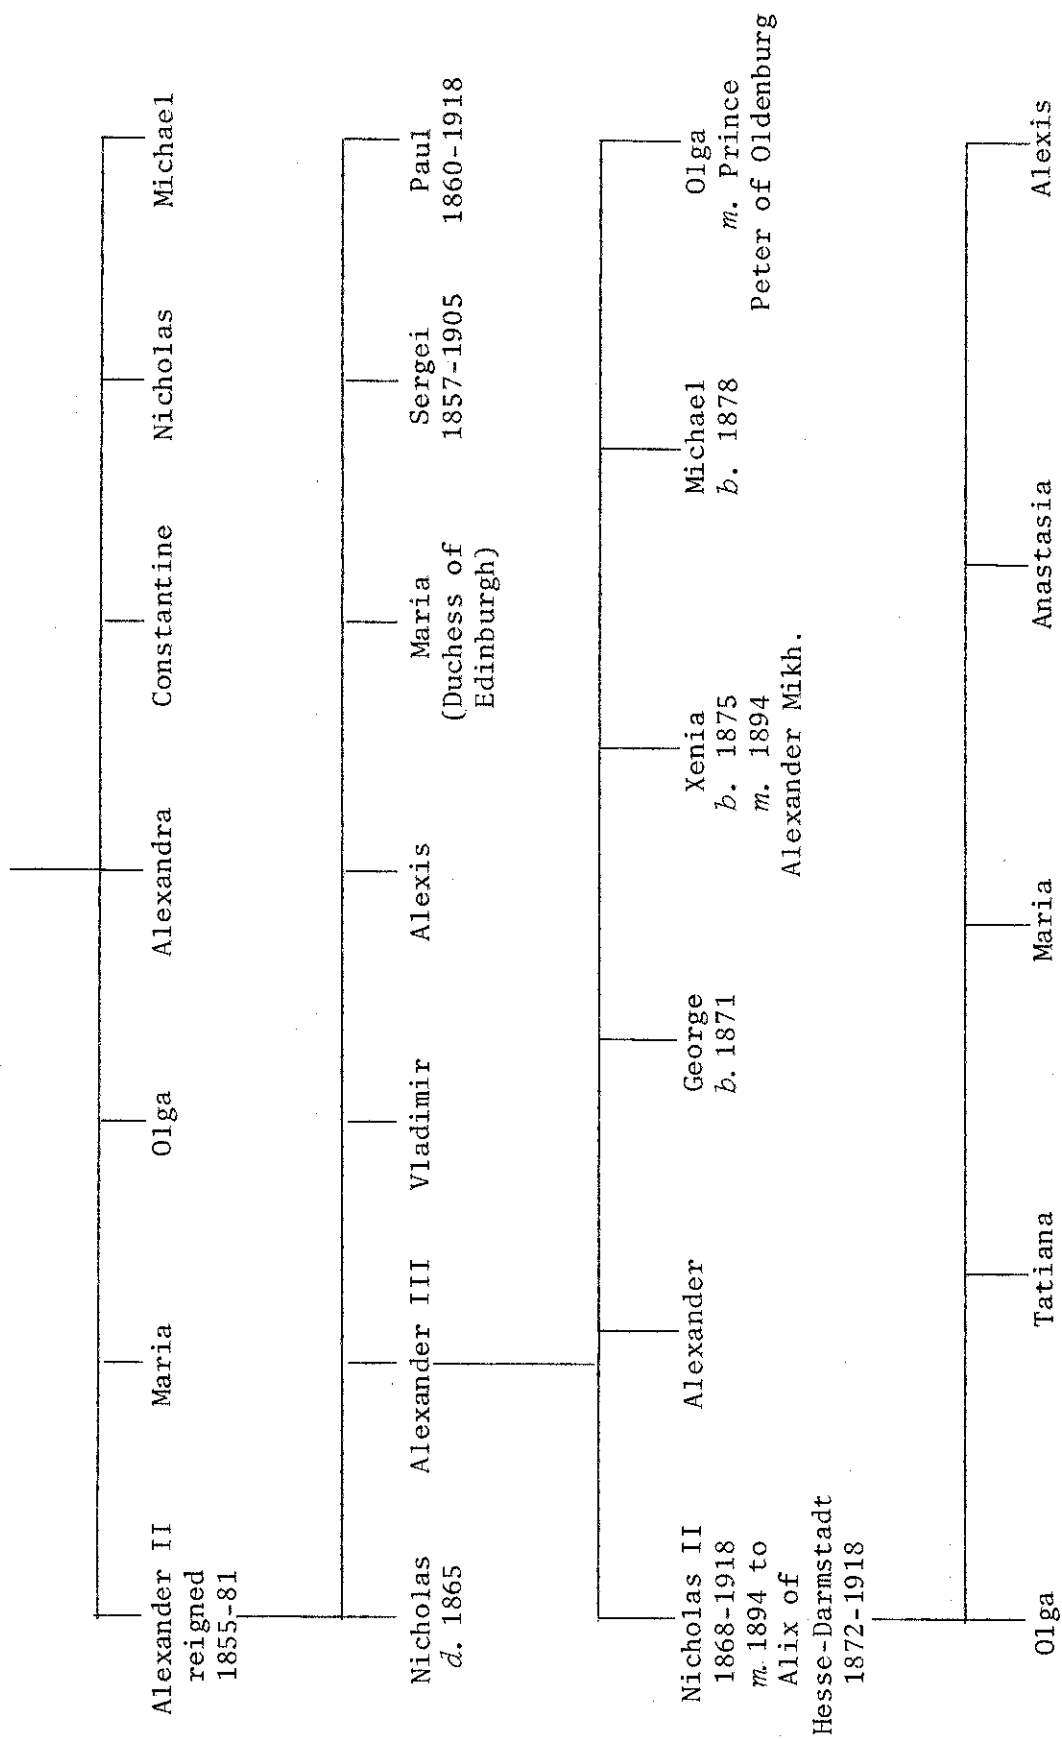 Alexander II
reigned
1855-81
Maria
Olga
Alexandra
Constantine
Nicholas
Michael
Nicholas
d. 1865
Alexander III
Vladimir
Alexis
Maria
(Duchess of
Edinburgh)
Sergei
1857-1905
Paul
1860-1918
Nicholas II
1868-1918
m. 1894 to
Alix of
Hesse-Darmstadt
1872-1918
Alexander
George
b. 1871
Xenia
b. 1875
m. 1894
Alexander Mikh.
Michael
b. 1878
Olga
m. Prince
Peter of Oldenburg
Olga
Tatiana
Maria
Anastasia
Alexis